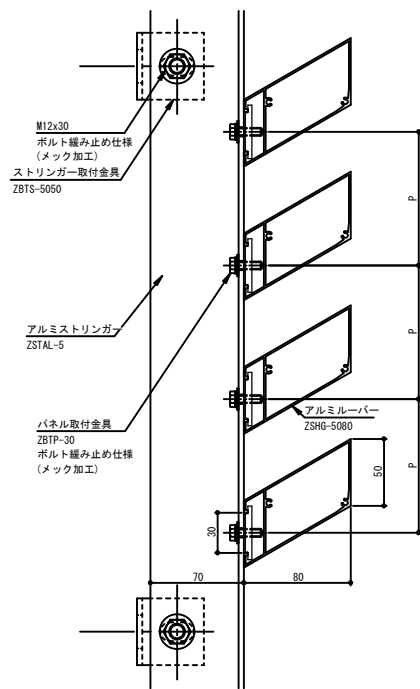 M12x30
ボルト緩み止め仕様
(メック加工)
ストリンガー取付金具
ZBTS-5050
アルミストリンガー
ZSTAL-5
パネル取付金具
ZBTP-30
ボルト緩み止め仕様
(メック加工)
アルミルーバー
ZSHG-5080
P
P
P
50
30
70
80